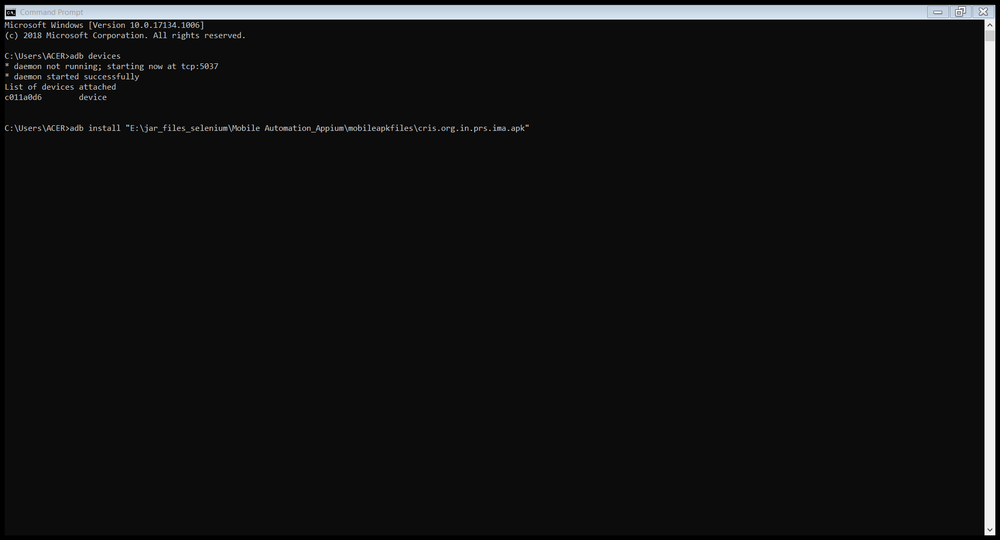 Command Prompt
Microsoft Windows [Version 10.0.17134.1006]
(c) 2018 Microsoft Corporation. All rights reserved.
C:\Users\ACER>adb devices
* daemon not running; starting now at tcp:5037
* daemon started successfully
List of devices attached
c011a0d6        device
C:\Users\ACER>adb install "E:\jar_files_selenium\Mobile Automation_Appium\mobileapkfiles\cris.org.in.prs.ima.apk"